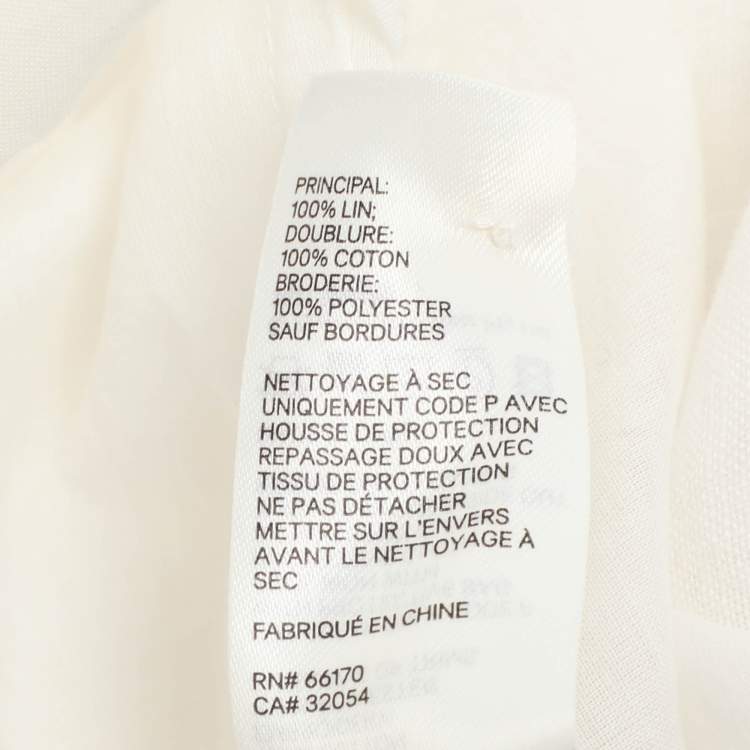 PRINCIPAL:
100% LIN;
DOUBLURE:
100% COTON
BRODERIE:
100% POLYESTER
SAUF BORDURES
NETTOYAGE À SEC
UNIQUEMENT CODE P AVEC
HOUSSE DE PROTECTION
REPASSAGE DOUX AVEC
TISSU DE PROTECTION
NE PAS DÉTACHER
METTRE SUR L'ENVERS
AVANT LE NETTOYAGE À
SEC
FABRIQUÉ EN CHINE
RN# 66170
CA# 32054